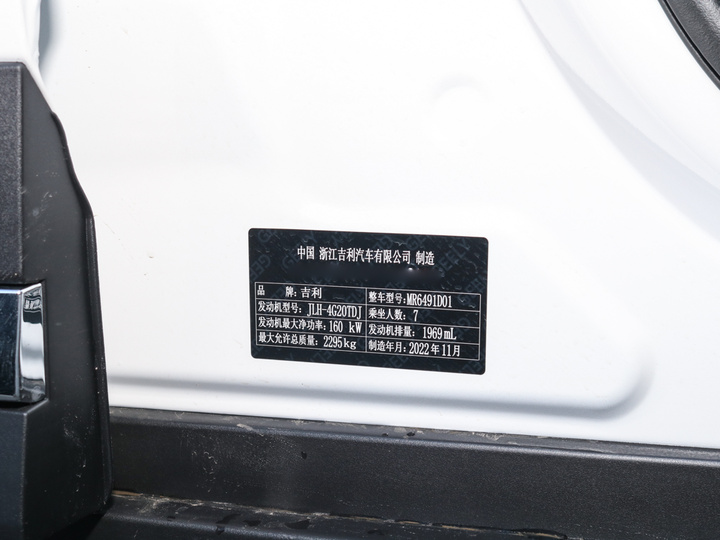 中国 浙江吉利汽车有限公司 制造
品 牌:吉利 整车型号:MR6491D01
发动机型号:JLH-4G20TDJ 乘坐人数:7
发动机最大净功率:160 kW 发动机排量:1969mL
最大允许总质量:2295kg 制造年月:2022年11月